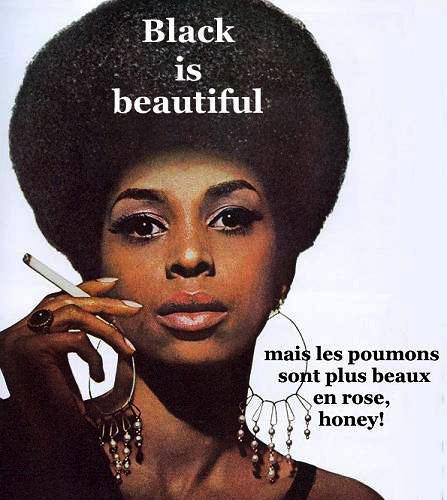 Black
is
beautiful
mais les poumons
sont plus beaux
en rose,
honey!